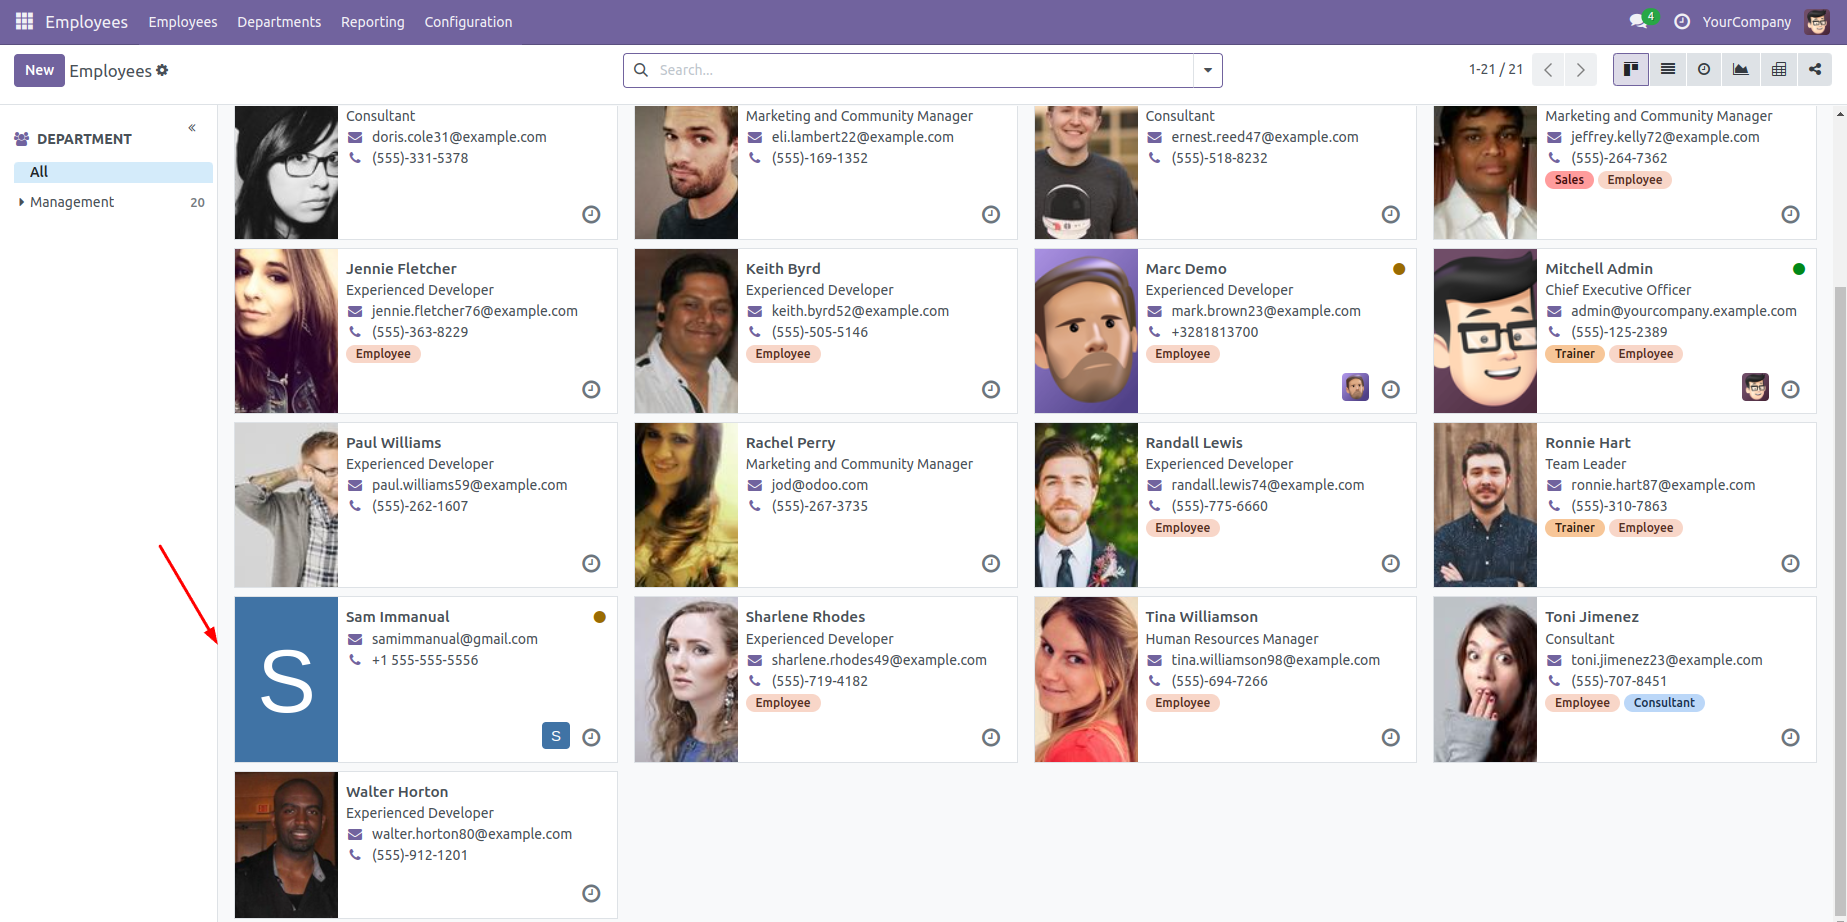 Employees Employees Departments Reporting Configuration 4 YourCompany
New Employees Search... 1-21 / 21
DEPARTMENT
All
Management 20
Consultant
doris.cole31@example.com
(555)-331-5378
Marketing and Community Manager
eli.lambert22@example.com
(555)-169-1352
Consultant
ernest.reed47@example.com
(555)-518-8232
Marketing and Community Manager
jeffrey.kelly72@example.com
(555)-264-7362
Sales Employee
Jennie Fletcher
Experienced Developer
jennie.fletcher76@example.com
(555)-363-8229
Employee
Keith Byrd
Experienced Developer
keith.byrd52@example.com
(555)-505-5146
Employee
Marc Demo
Experienced Developer
mark.brown23@example.com
+3281813700
Employee
Mitchell Admin
Chief Executive Officer
admin@yourcompany.example.com
(555)-125-2389
Trainer Employee
Paul Williams
Experienced Developer
paul.williams59@example.com
(555)-262-1607
Rachel Perry
Marketing and Community Manager
jod@odoo.com
(555)-267-3735
Randall Lewis
Experienced Developer
randall.lewis74@example.com
(555)-775-6660
Employee
Ronnie Hart
Team Leader
ronnie.hart87@example.com
(555)-310-7863
Trainer Employee
S
Sam Immanual
samimmanual@gmail.com
+1 555-555-5556
S
Sharlene Rhodes
Experienced Developer
sharlene.rhodes49@example.com
(555)-719-4182
Employee
Tina Williamson
Human Resources Manager
tina.williamson98@example.com
(555)-694-7266
Employee
Toni Jimenez
Consultant
toni.jimenez23@example.com
(555)-707-8451
Employee Consultant
Walter Horton
Experienced Developer
walter.horton80@example.com
(555)-912-1201